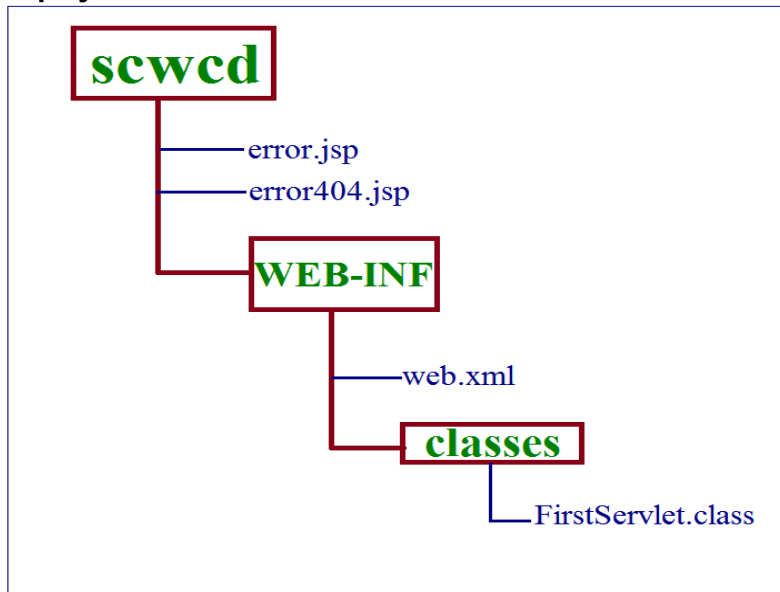 scwcd
error.jsp
error404.jsp
WEB-INF
web.xml
classes
FirstServlet.class